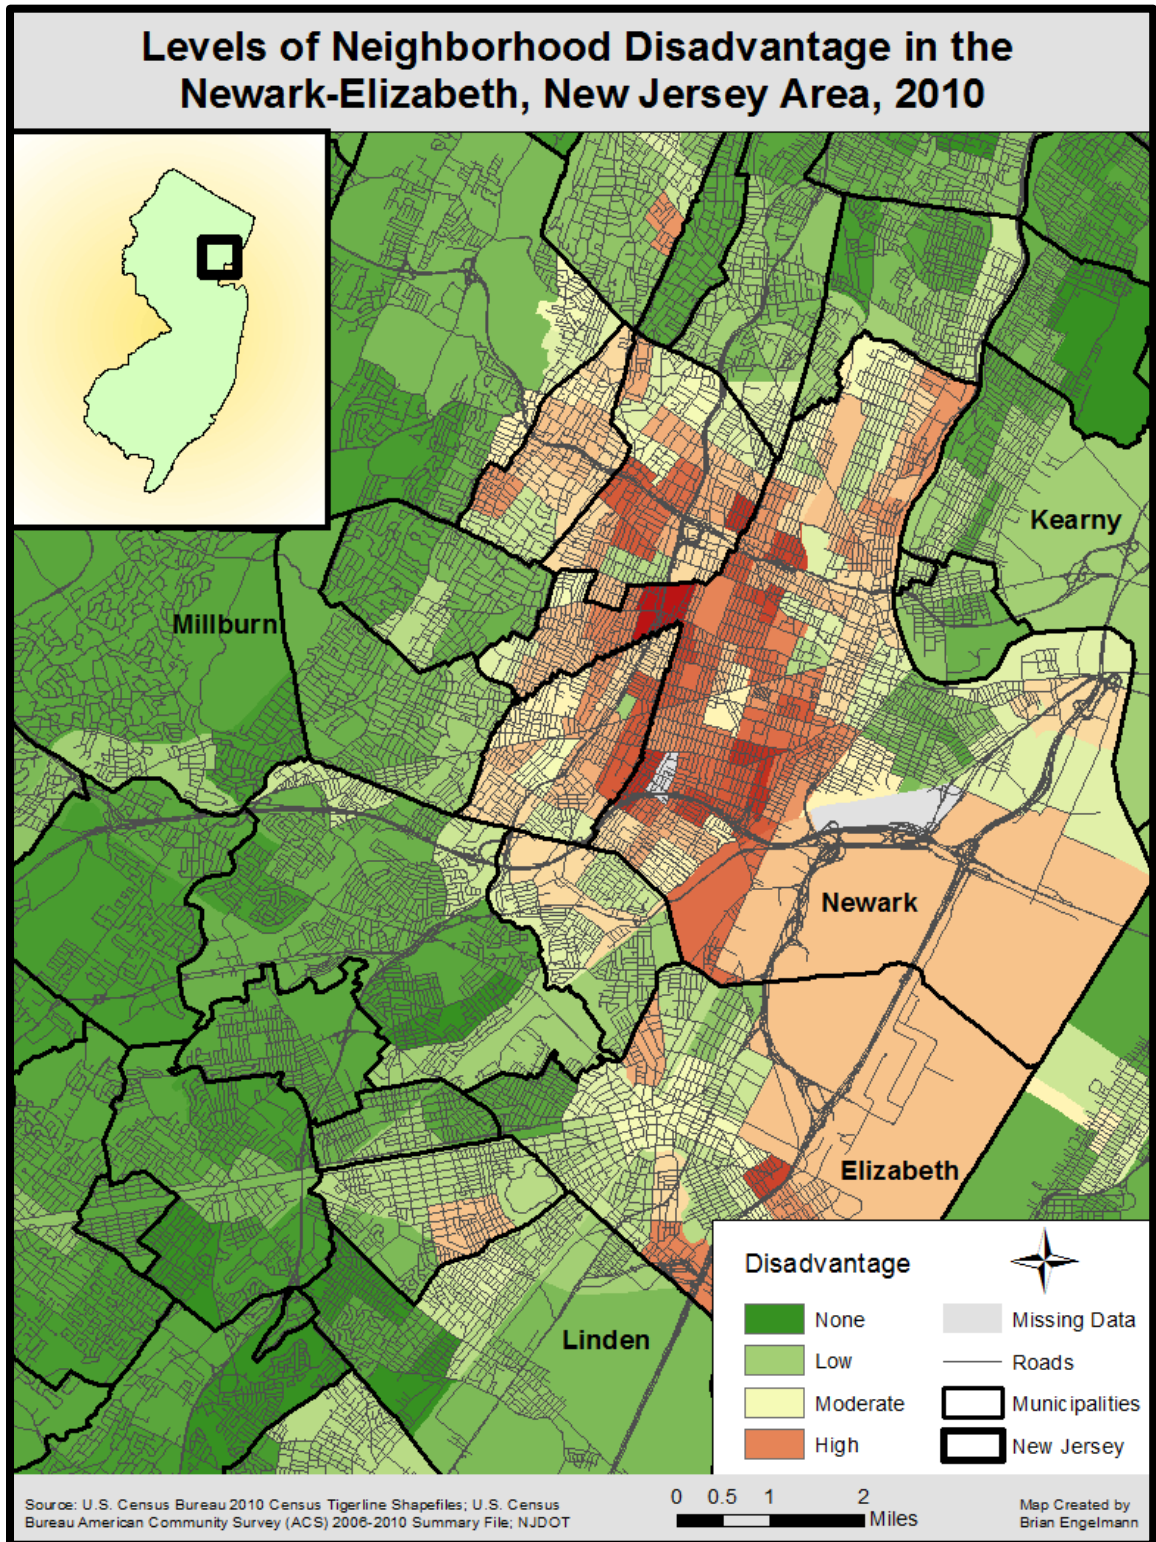 Levels of Neighborhood Disadvantage in the
Newark-Elizabeth, New Jersey Area, 2010
Kearny
Millburn
Newark
Elizabeth
Linden
Disadvantage
None
Low
Moderate
High
Missing Data
Roads
Municipalities
New Jersey
Source: U.S. Census Bureau 2010 Census Tigerline Shapefiles; U.S. Census
Bureau American Community Survey (ACS) 2006-2010 Summary File; NJDOT
0 0.5 1 2
Miles
Map Created by
Brian Engelmann